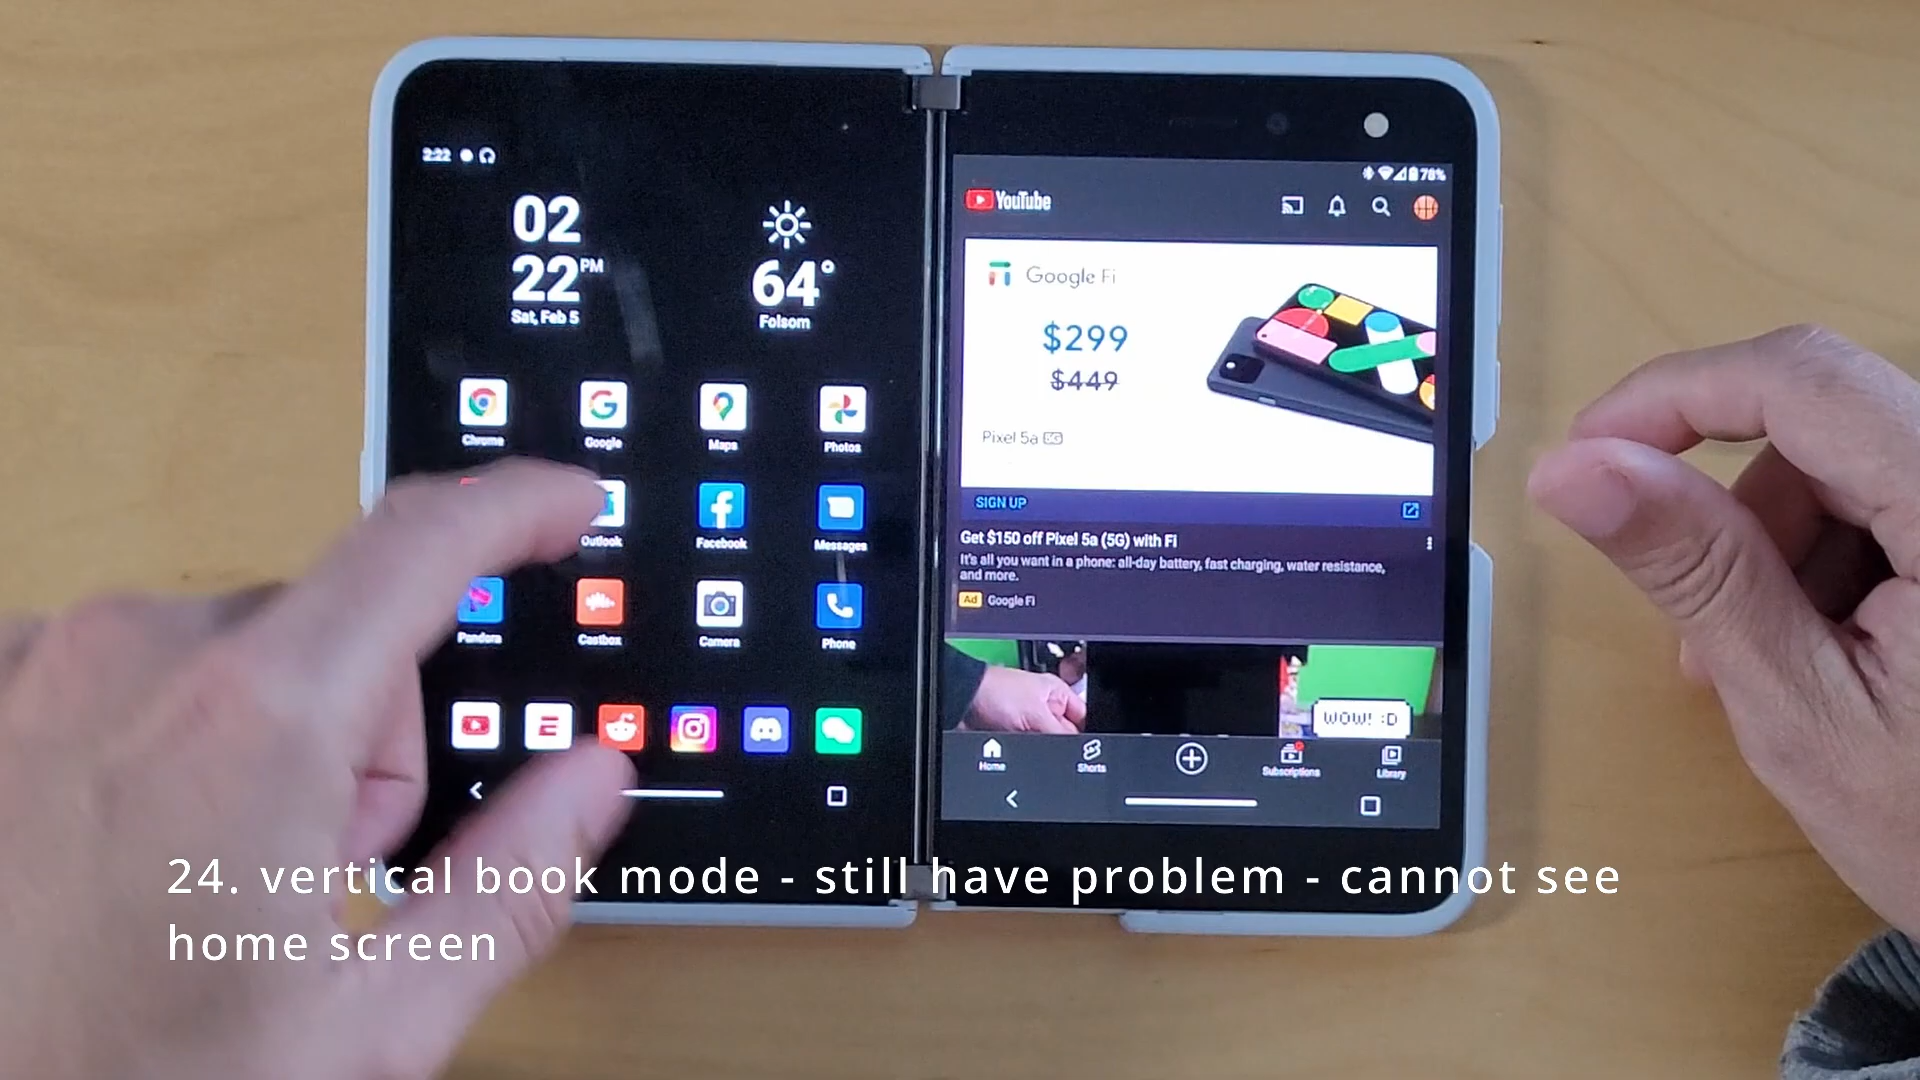 2:22
02
22 PM
Sat, Feb 5
64°
Folsom
Chrome
Google
Maps
Photos
Outlook
Facebook
Messages
Pandora
Castbox
Camera
Phone
78%
YouTube
Google Fi
$299
$449
Pixel 5a 5G
SIGN UP
Get $150 off Pixel 5a (5G) with Fi
It's all you want in a phone: all-day battery, fast charging, water resistance,
and more.
Ad Google Fi
WOW! :D
Home
Shorts
Subscriptions
Library
24. vertical book mode - still have problem - cannot see
home screen